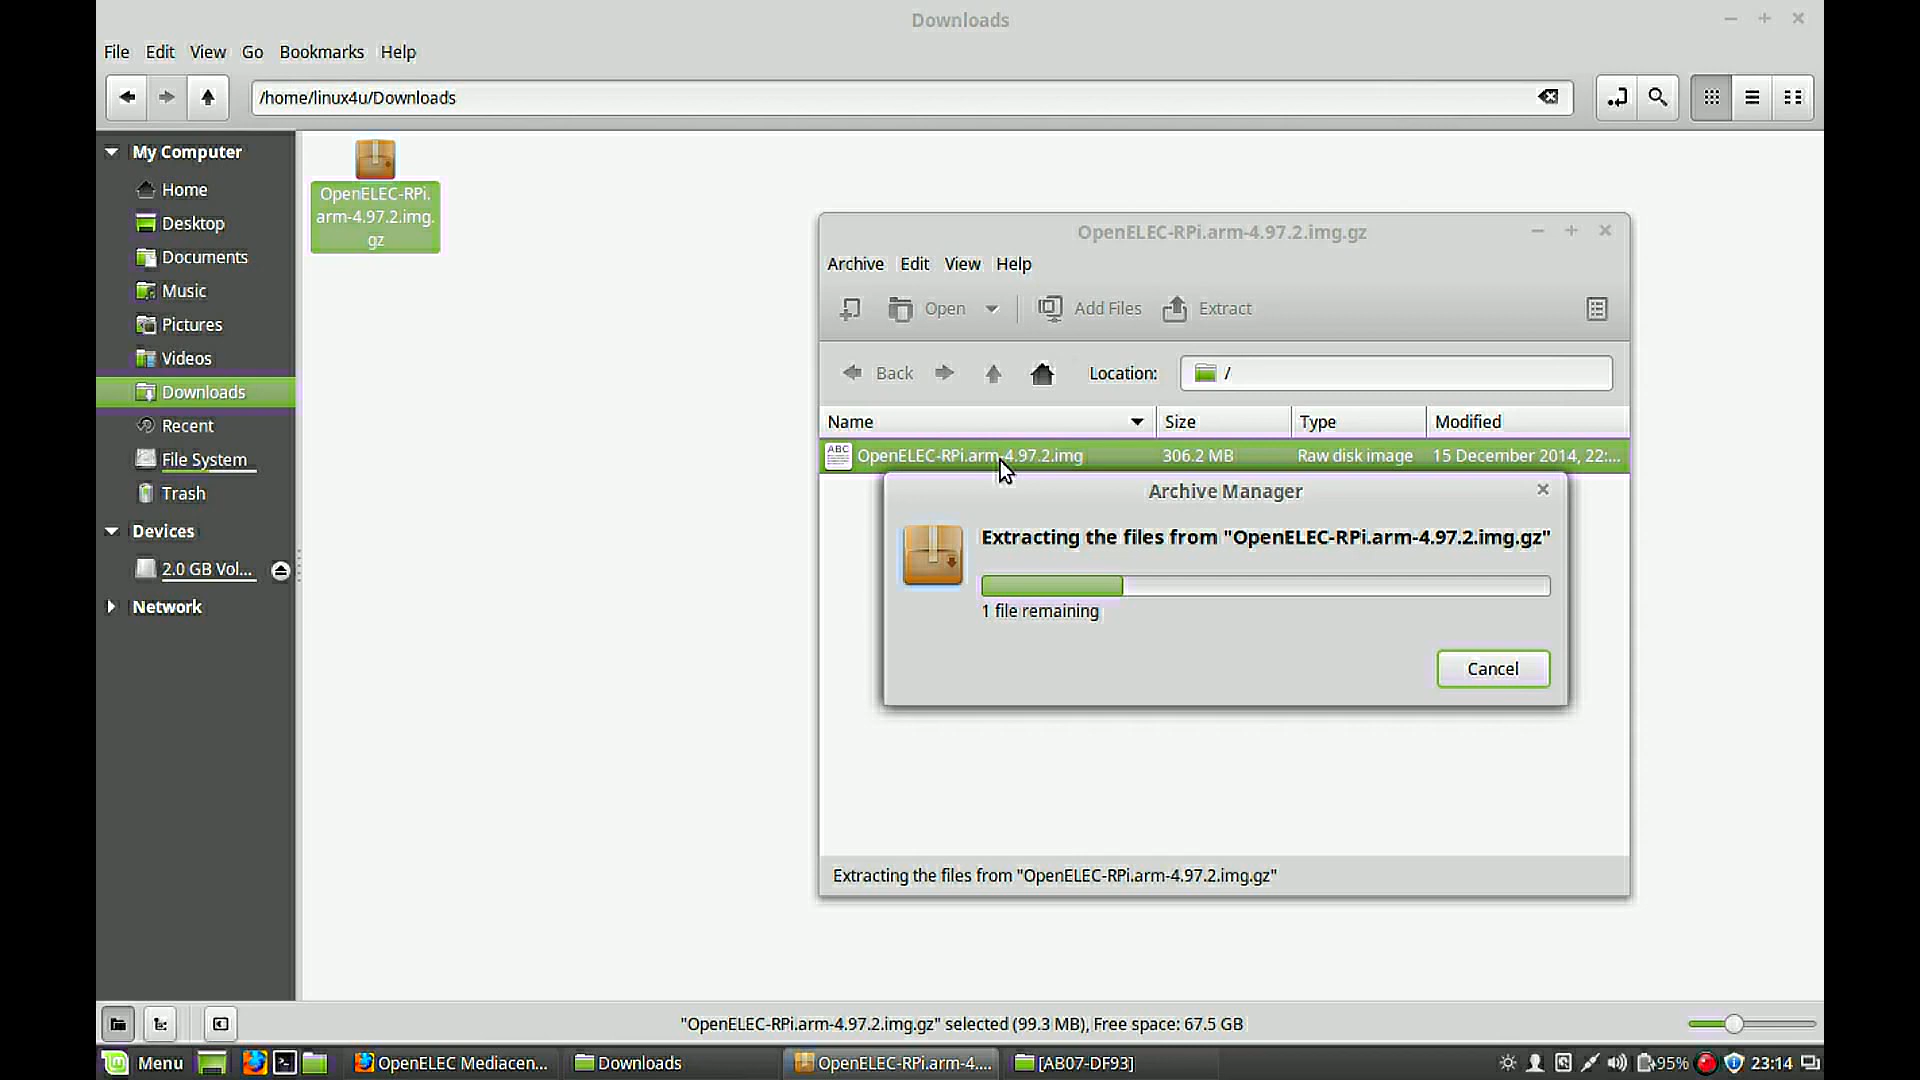 Downloads
File Edit View Go Bookmarks Help
/home/linux4u/Downloads
My Computer
Home
Desktop
Documents
Music
Pictures
Videos
Downloads
Recent
File System
Trash
Devices
2.0 GB Vol...
Network
OpenELEC-RPi.
arm-4.97.2.img.
gz
OpenELEC-RPi.arm-4.97.2.img.gz
Archive Edit View Help
Open Add Files Extract
Back Location: /
Name Size Type Modified
ABC OpenELEC-RPi.arm-4.97.2.img 306.2 MB Raw disk image 15 December 2014, 22:...
Archive Manager
Extracting the files from "OpenELEC-RPi.arm-4.97.2.img.gz"
1 file remaining
Cancel
Extracting the files from "OpenELEC-RPi.arm-4.97.2.img.gz"
"OpenELEC-RPi.arm-4.97.2.img.gz" selected (99.3 MB), Free space: 67.5 GB
Menu OpenELEC Mediacen... Downloads OpenELEC-RPi.arm-4.... [AB07-DF93] 95% 23:14